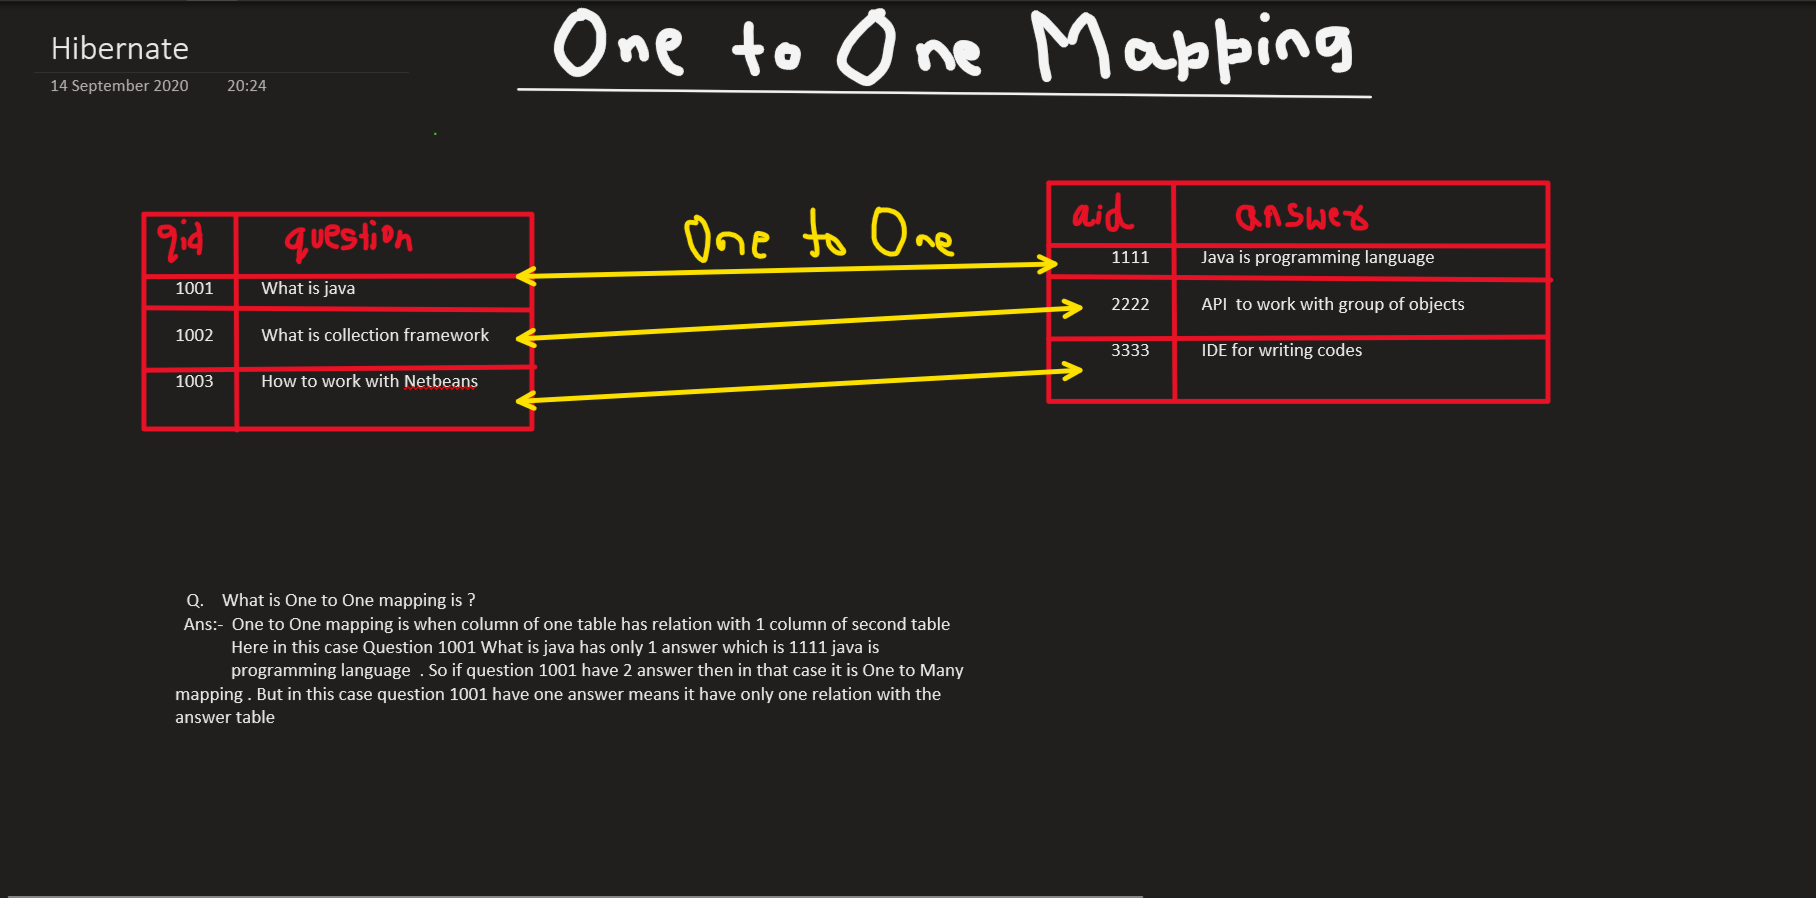 Hibernate
14 September 2020 20:24
One to One Mapping
qid question
1001 What is java
1002 What is collection framework
1003 How to work with Netbeans
One to One
aid answer
1111 Java is programming language
2222 API to work with group of objects
3333 IDE for writing codes
Q. What is One to One mapping is ?
Ans:- One to One mapping is when column of one table has relation with 1 column of second table
Here in this case Question 1001 What is java has only 1 answer which is 1111 java is
programming language . So if question 1001 have 2 answer then in that case it is One to Many
mapping . But in this case question 1001 have one answer means it have only one relation with the
answer table